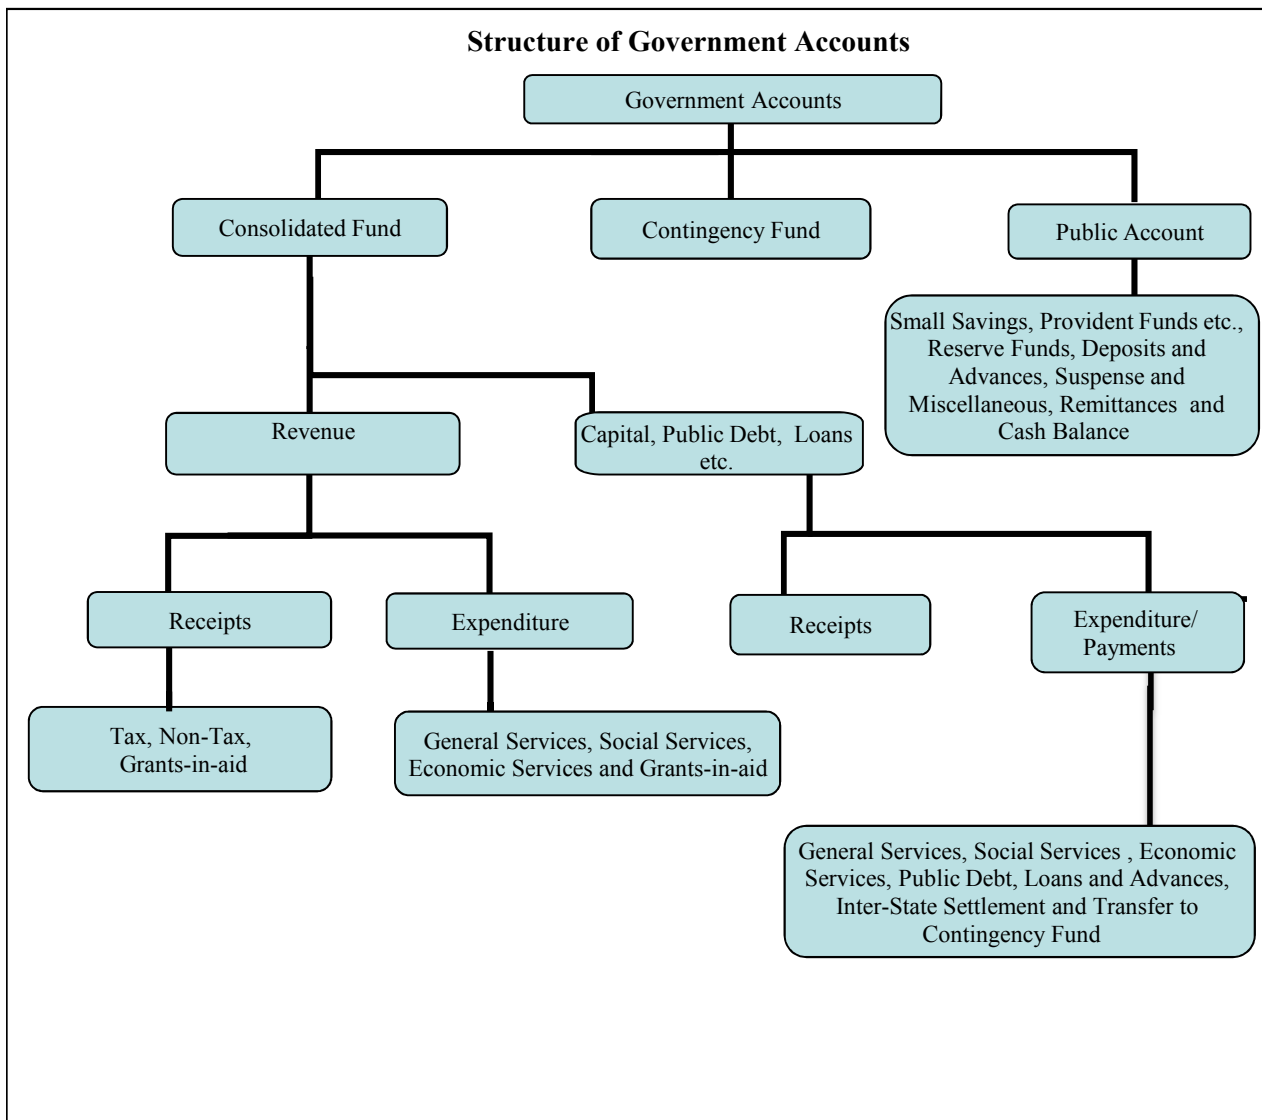 Structure of Government Accounts
Government Accounts
Consolidated Fund
Contingency Fund
Public Account
Small Savings, Provident Funds etc.,
Reserve Funds, Deposits and
Advances, Suspense and
Miscellaneous, Remittances and
Cash Balance
Revenue
Capital, Public Debt, Loans
etc.
Receipts
Expenditure
Receipts
Expenditure/
Payments
Tax, Non-Tax,
Grants-in-aid
General Services, Social Services,
Economic Services and Grants-in-aid
General Services, Social Services , Economic
Services, Public Debt, Loans and Advances,
Inter-State Settlement and Transfer to
Contingency Fund